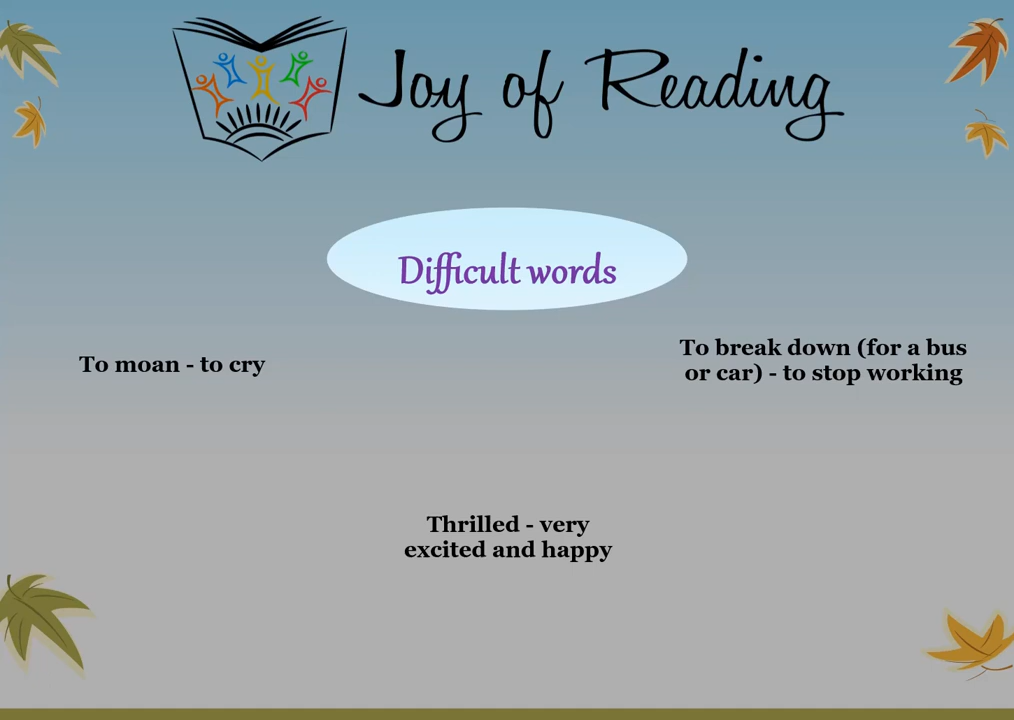 Joy of Reading
Difficult words
To moan - to cry
To break down (for a bus
or car) - to stop working
Thrilled - very
excited and happy